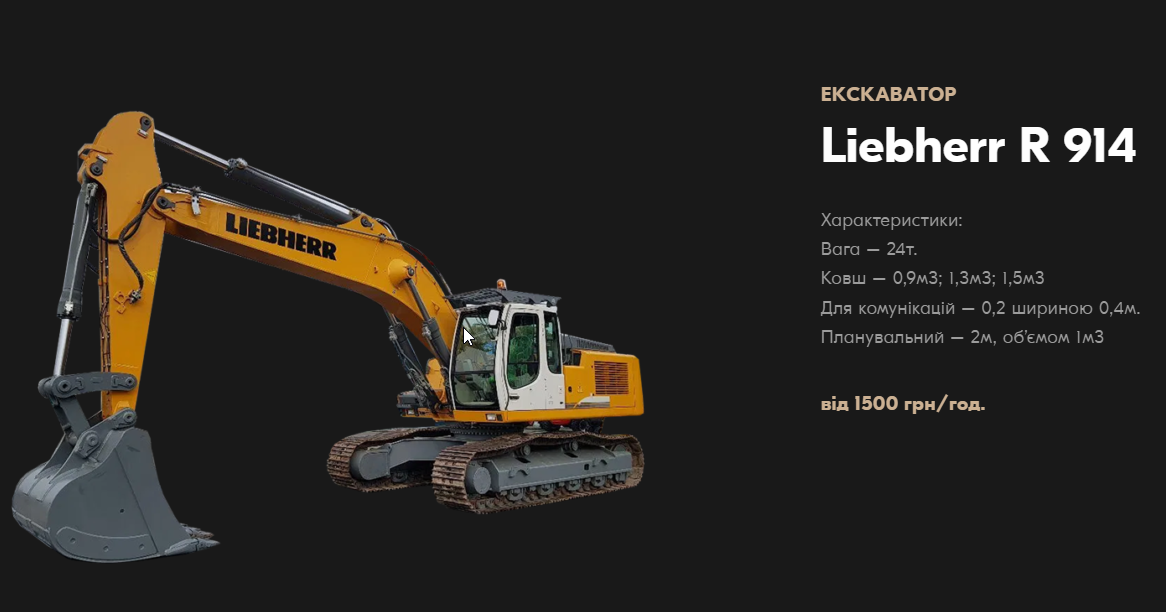 ЕКСКАВАТОР
Liebherr R 914
LIEBHERR
Характеристики:
Вага — 24т.
Ковш — 0,9м3; 1,3м3; 1,5м3
Для комунікацій — 0,2 шириною 0,4м.
Планувальний — 2м, об'ємом 1м3
від 1500 грн/год.